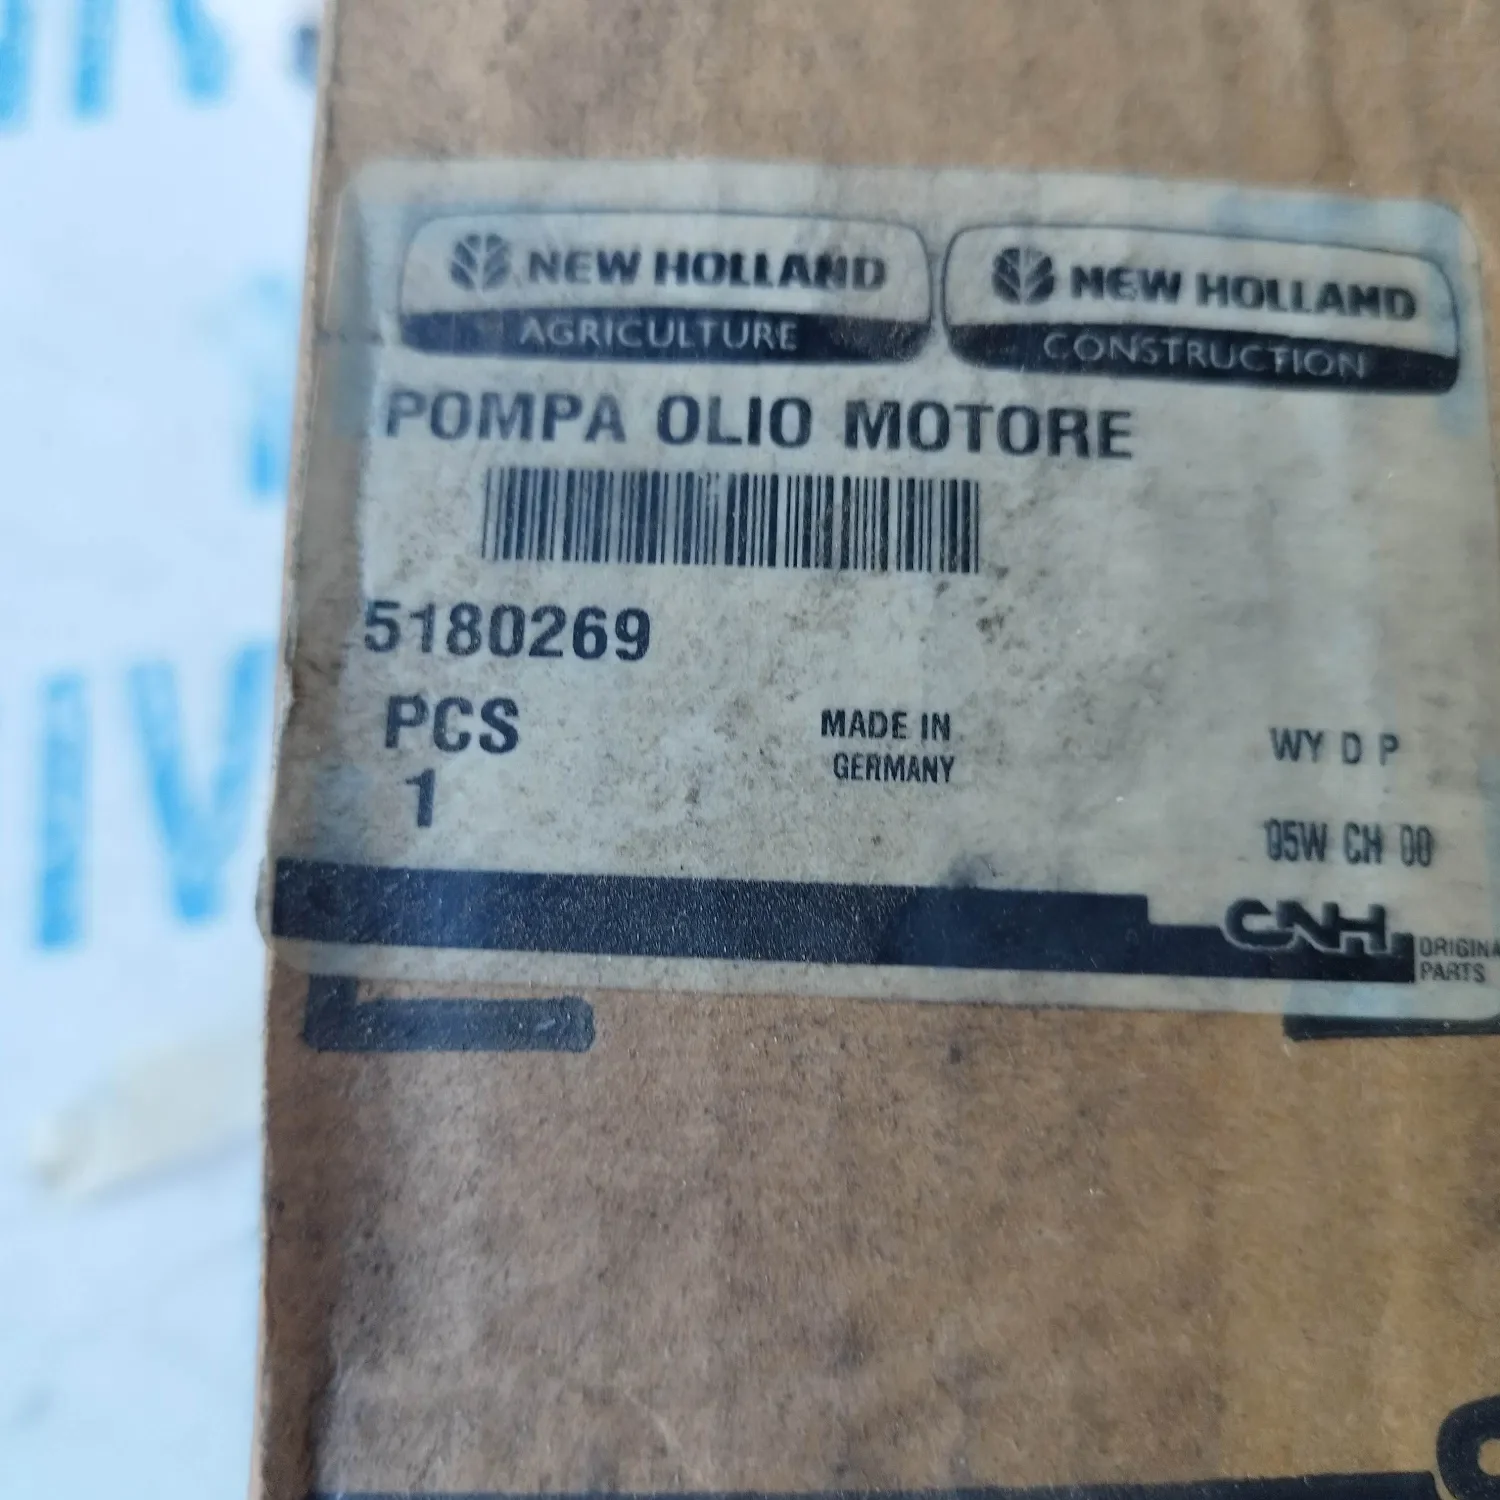 NEW HOLLAND
AGRICULTURE
NEW HOLLAND
CONSTRUCTION
POMPA OLIO MOTORE
5180269
PCS
1
MADE IN
GERMANY
WY D P
05W CH 00
CNH
ORIGINA
PARTS